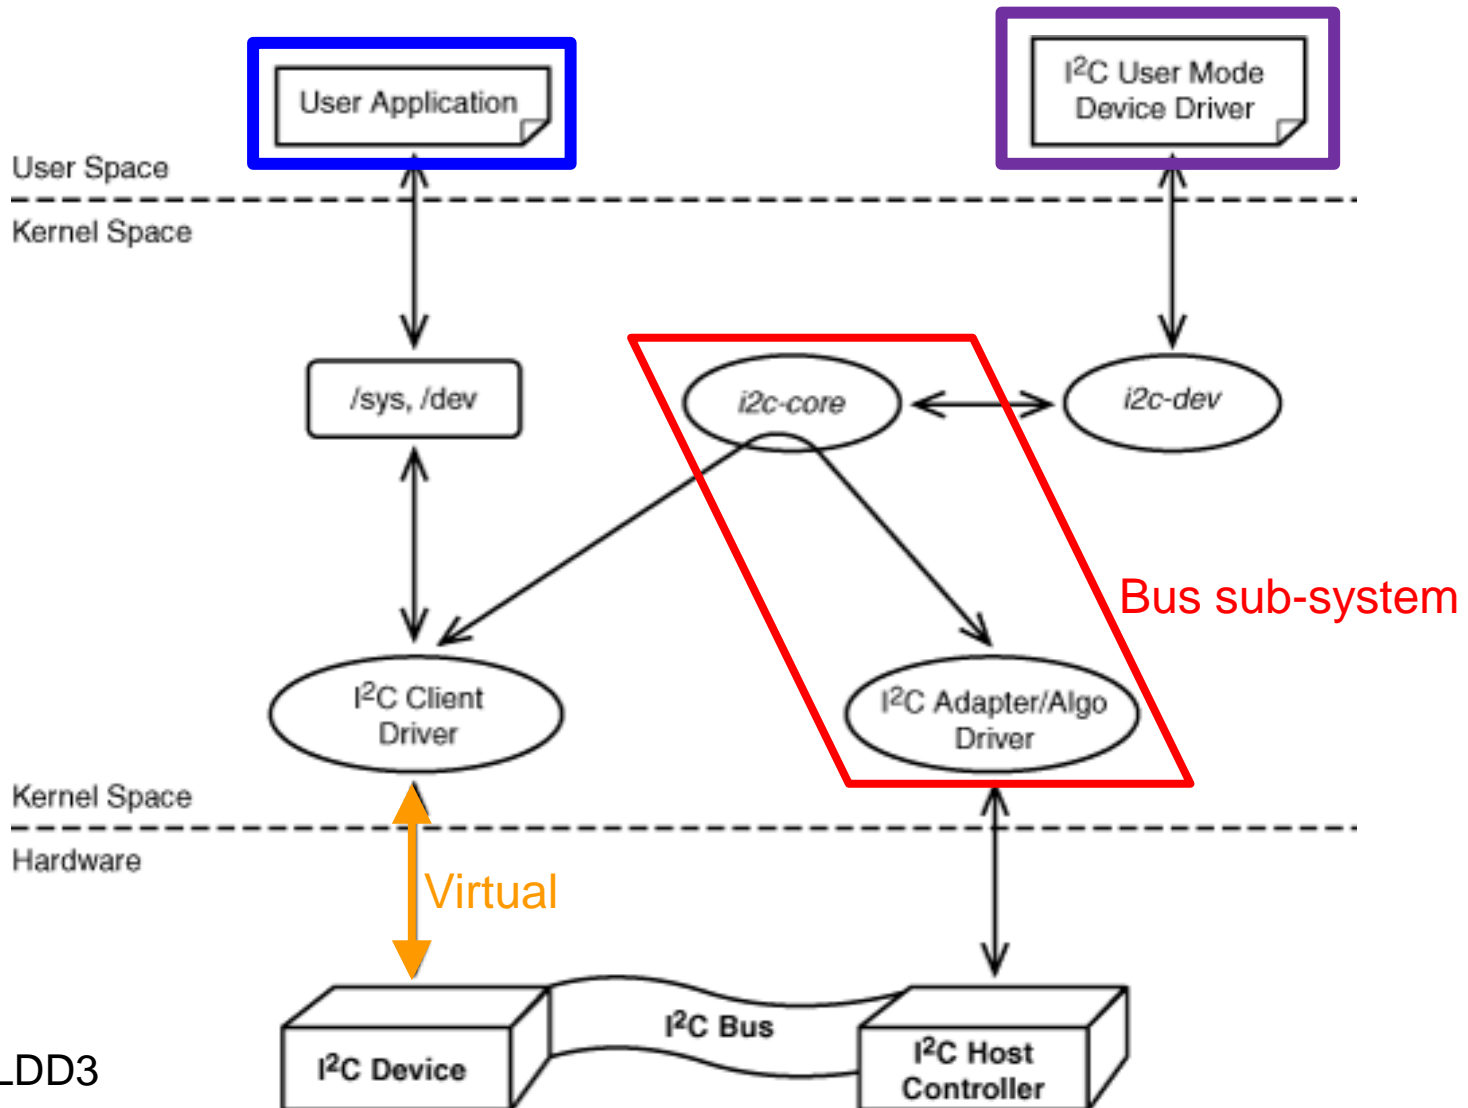 User Application
I²C User Mode
Device Driver
User Space
Kernel Space
/sys, /dev
i2c-core
i2c-dev
Bus sub-system
I²C Client
Driver
I²C Adapter/Algo
Driver
Kernel Space
Hardware
Virtual
I²C Bus
I²C Device
I²C Host
Controller
LDD3